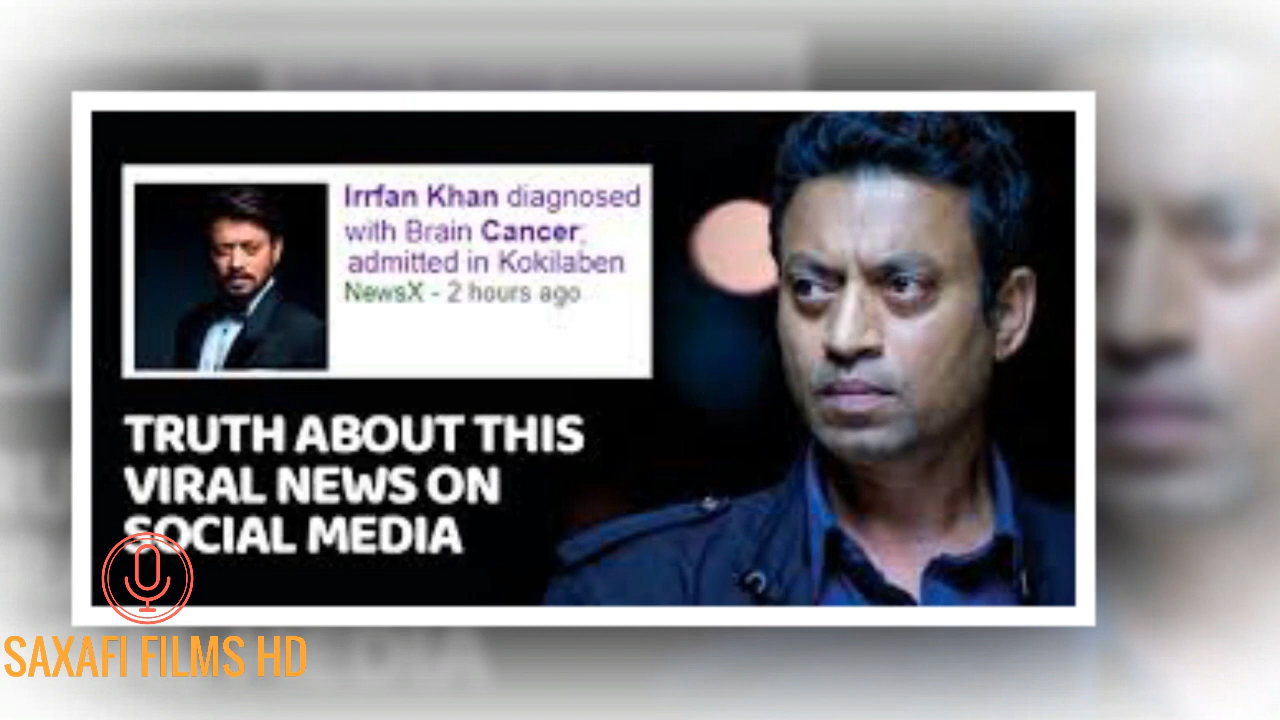 Irrfan Khan diagnosed
with Brain Cancer;
admitted in Kokilaben
NewsX - 2 hours ago
TRUTH ABOUT THIS
VIRAL NEWS ON
SOCIAL MEDIA
SAXAFI FILMS HD